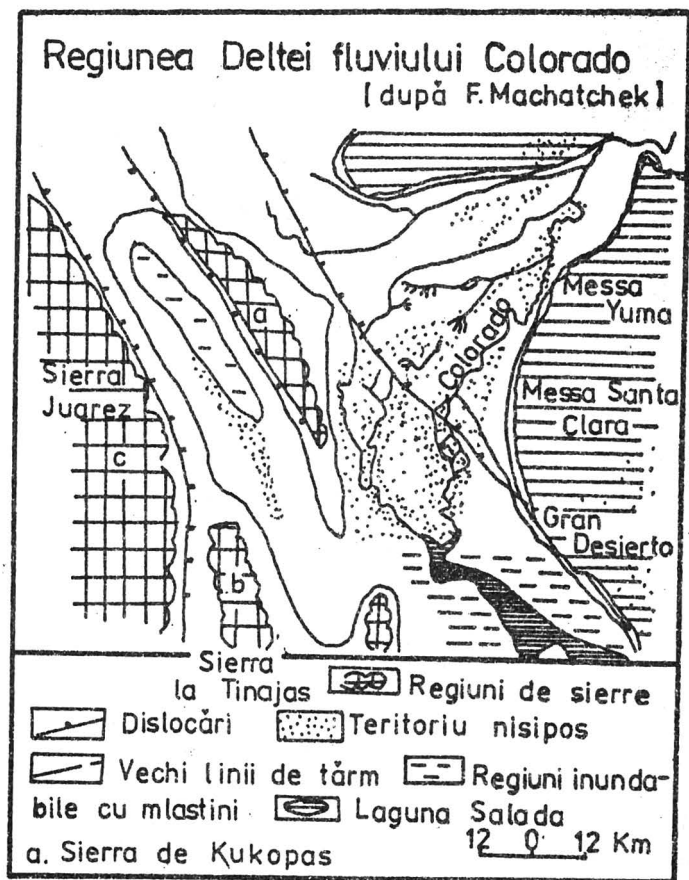 Regiunea Deltei fluviului Colorado
[după F. Machatchek]
a
Messa
Yuma
Colorado
Sierra
Juarez
Messa Santa
Clara
c
Gran
Desierto
b
Sierra
la Tinajas
Regiuni de sierre
Dislocări
Teritoriu nisipos
Vechi linii de tărm
Regiuni inunda-
bile cu mlastini
Laguna Salada
a. Sierra de Kukopas
12 0 12 Km